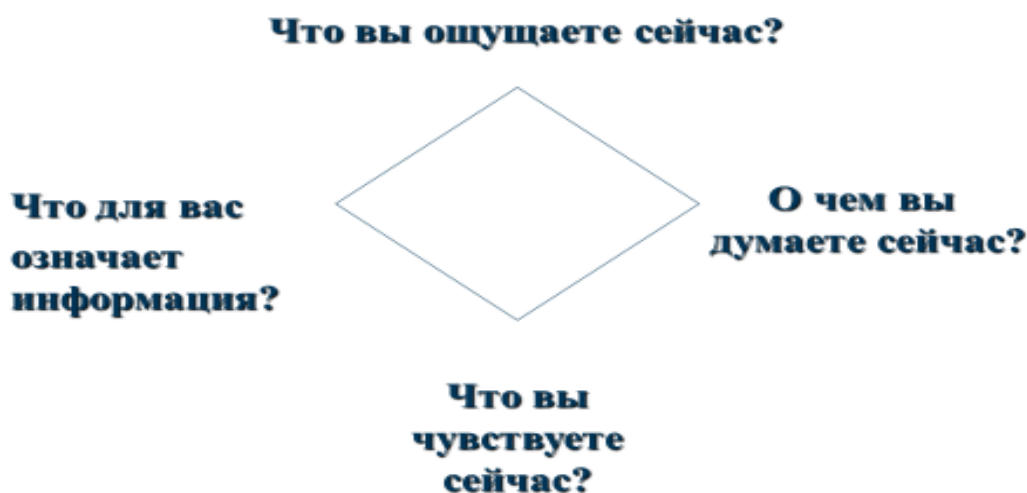 Что вы ощущаете сейчас?
Что для вас
означает
информация?
О чем вы
думаете сейчас?
Что вы
чувствуете
сейчас?